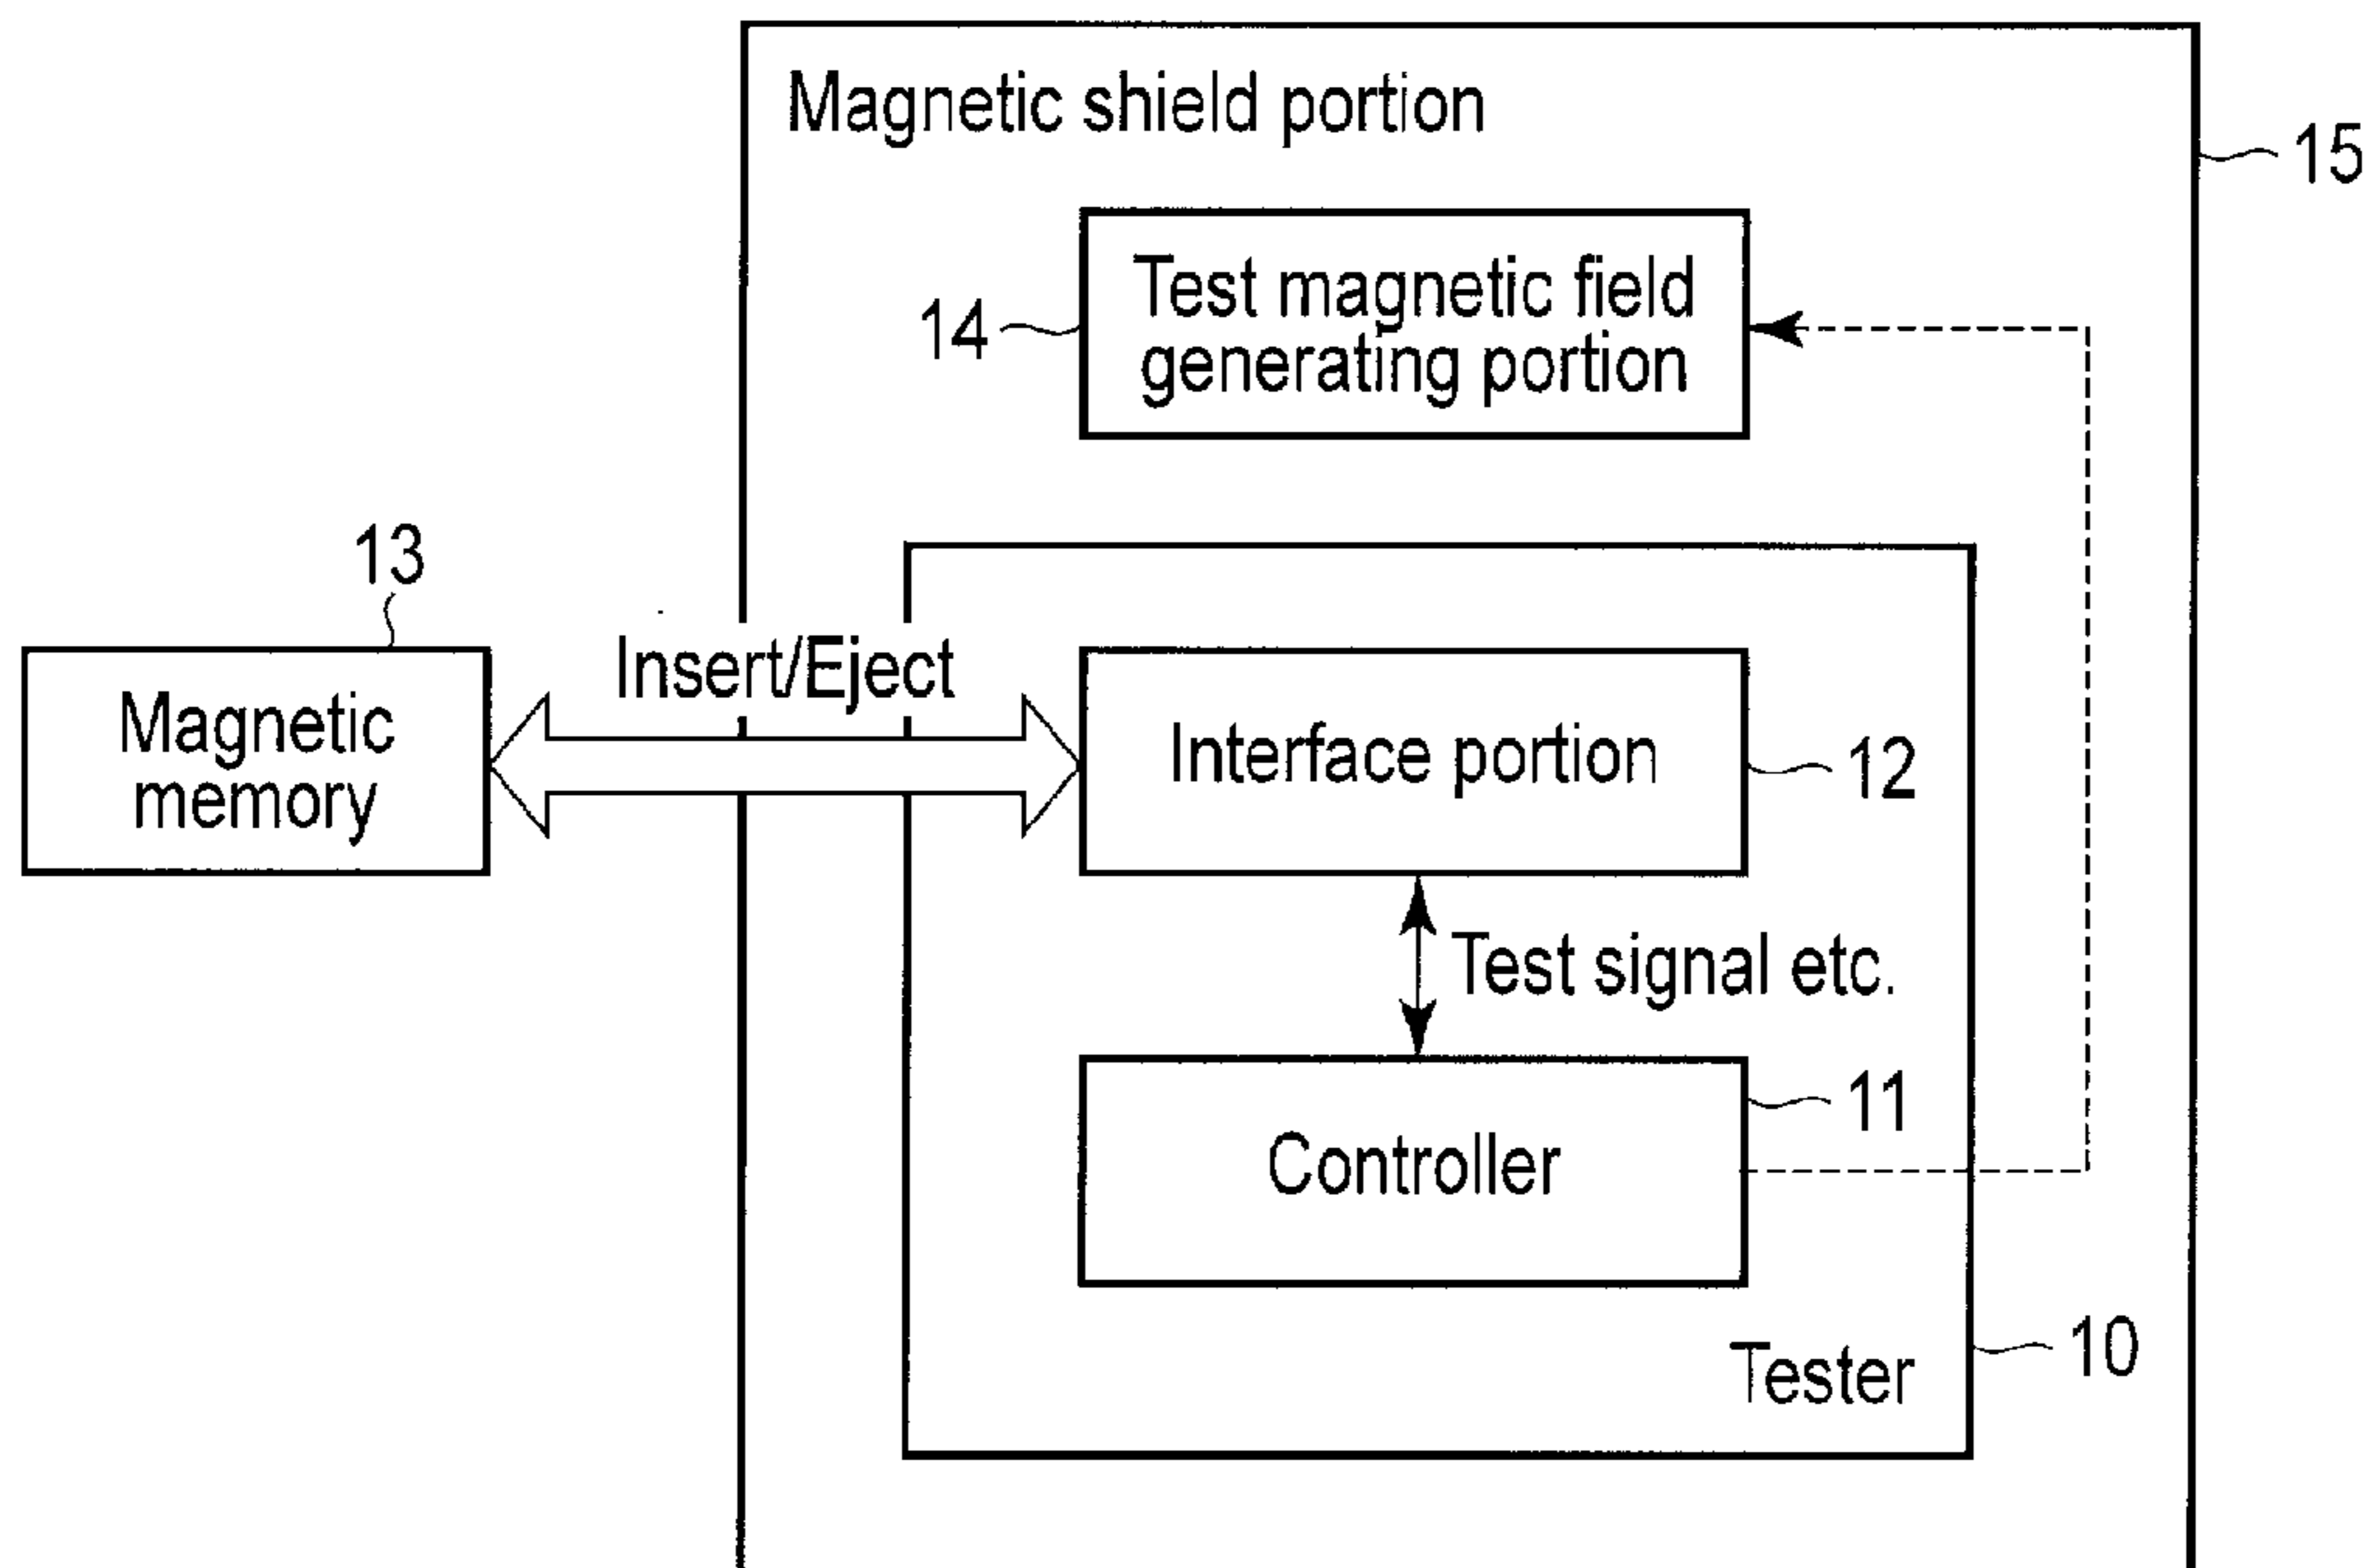 Magnetic shield portion
15
Test magnetic field
generating portion
14
13
Insert/Eject
Magnetic
memory
Interface portion
12
Test signal etc.
11
Controller
10
Tester